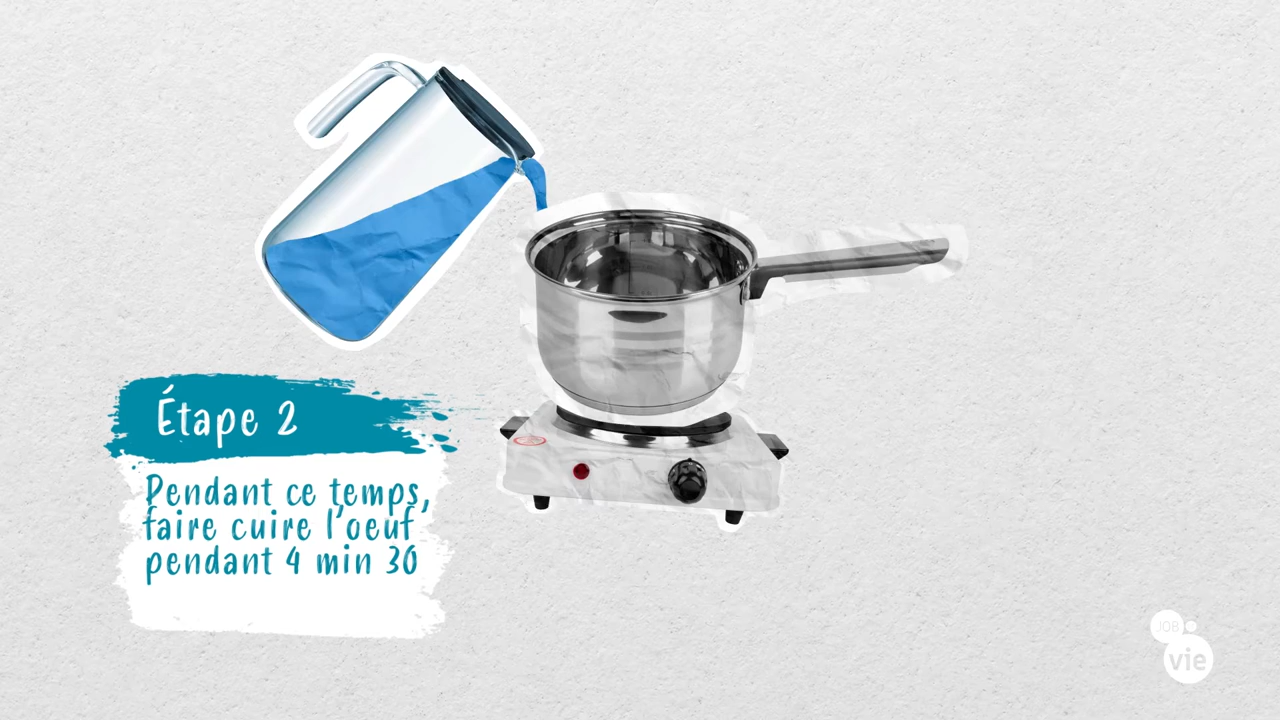 Étape 2
Pendant ce temps,
faire cuire l'oeuf
pendant 4 min 30
JOB
vie